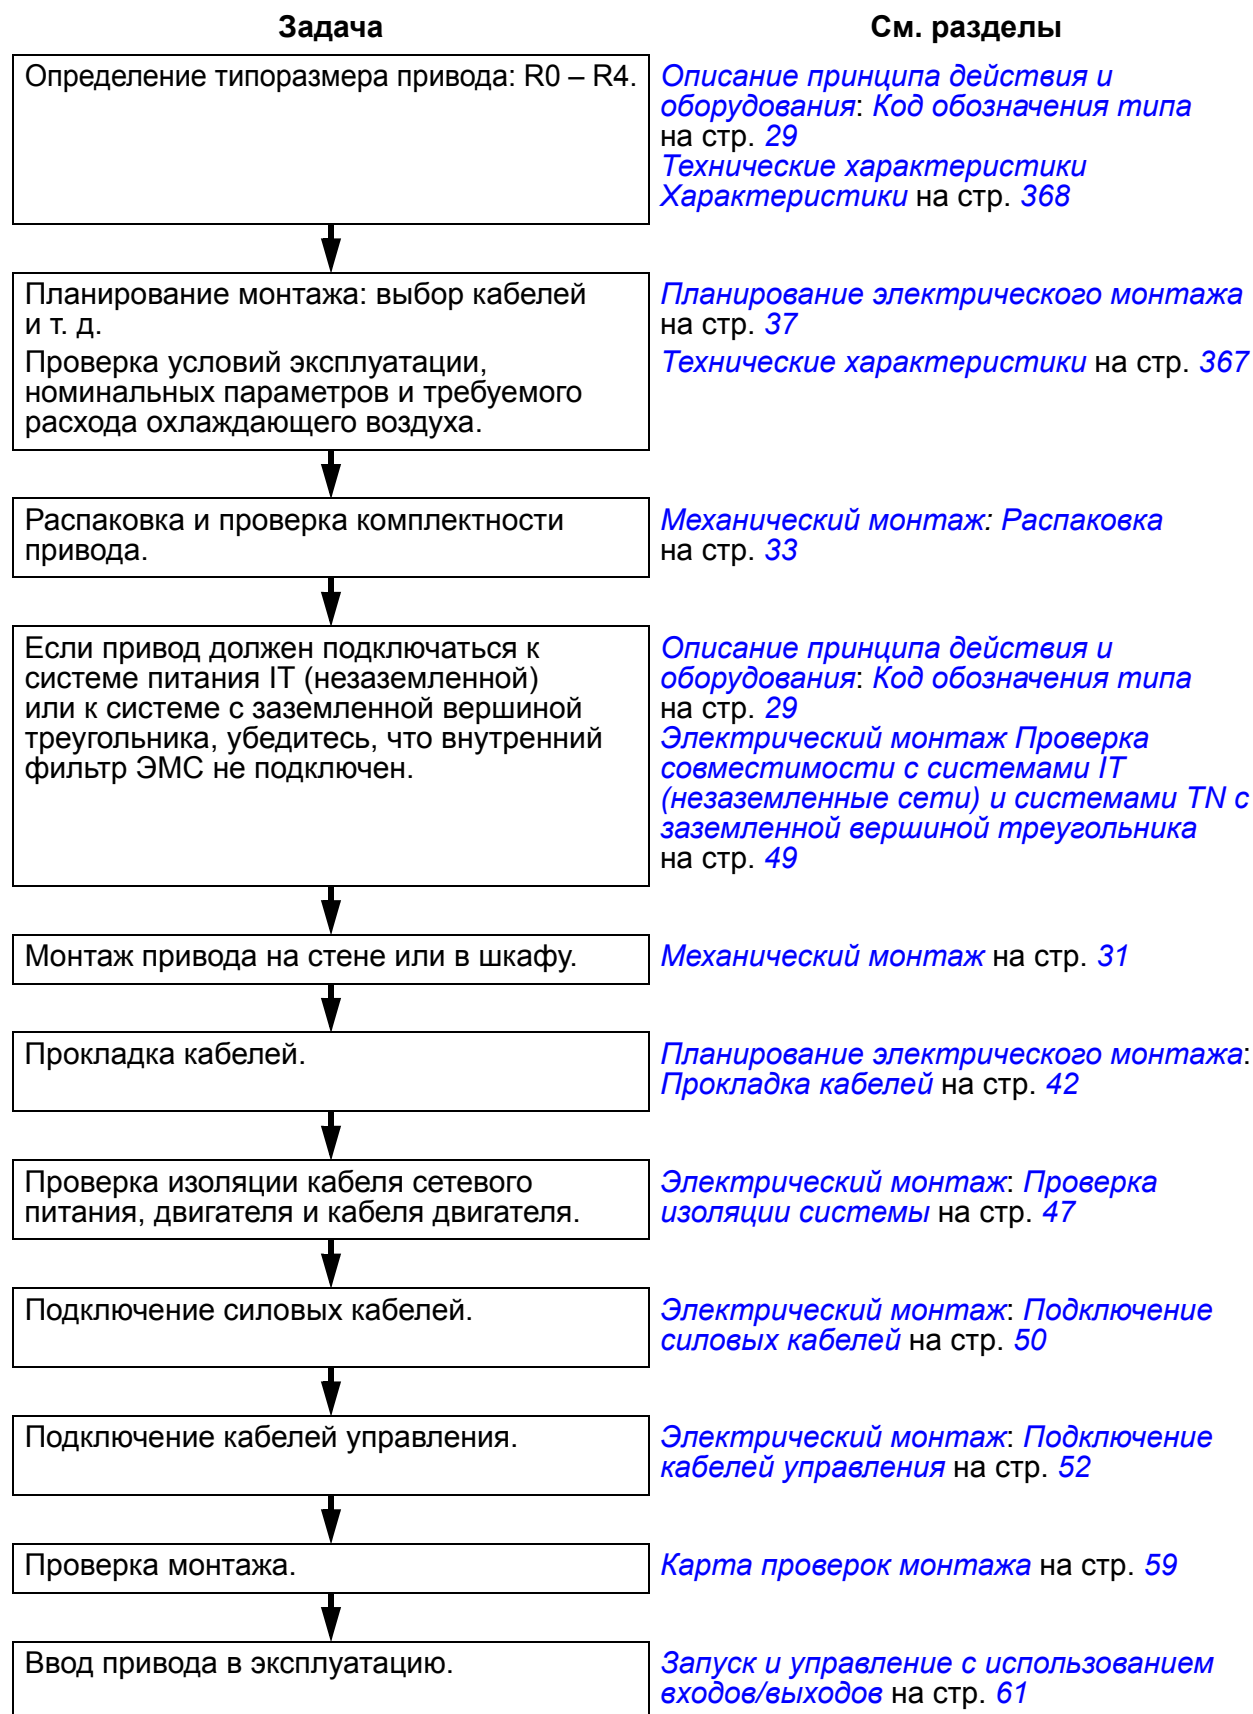 Задача
См. разделы
Определение типоразмера привода: R0 – R4.
Описание принципа действия и
оборудования: Код обозначения типа
на стр. 29
Технические характеристики
Характеристики на стр. 368
Планирование монтажа: выбор кабелей
и т. д.
Проверка условий эксплуатации,
номинальных параметров и требуемого
расхода охлаждающего воздуха.
Планирование электрического монтажа
на стр. 37
Технические характеристики на стр. 367
Распаковка и проверка комплектности
привода.
Механический монтаж: Распаковка
на стр. 33
Если привод должен подключаться к
системе питания IT (незаземленной)
или к системе с заземленной вершиной
треугольника, убедитесь, что внутренний
фильтр ЭМС не подключен.
Описание принципа действия и
оборудования: Код обозначения типа
на стр. 29
Электрический монтаж Проверка
совместимости с системами IT
(незаземленные сети) и системами TN с
заземленной вершиной треугольника
на стр. 49
Монтаж привода на стене или в шкафу.
Механический монтаж на стр. 31
Прокладка кабелей.
Планирование электрического монтажа:
Прокладка кабелей на стр. 42
Проверка изоляции кабеля сетевого
питания, двигателя и кабеля двигателя.
Электрический монтаж: Проверка
изоляции системы на стр. 47
Подключение силовых кабелей.
Электрический монтаж: Подключение
силовых кабелей на стр. 50
Подключение кабелей управления.
Электрический монтаж: Подключение
кабелей управления на стр. 52
Проверка монтажа.
Карта проверок монтажа на стр. 59
Ввод привода в эксплуатацию.
Запуск и управление с использованием
входов/выходов на стр. 61